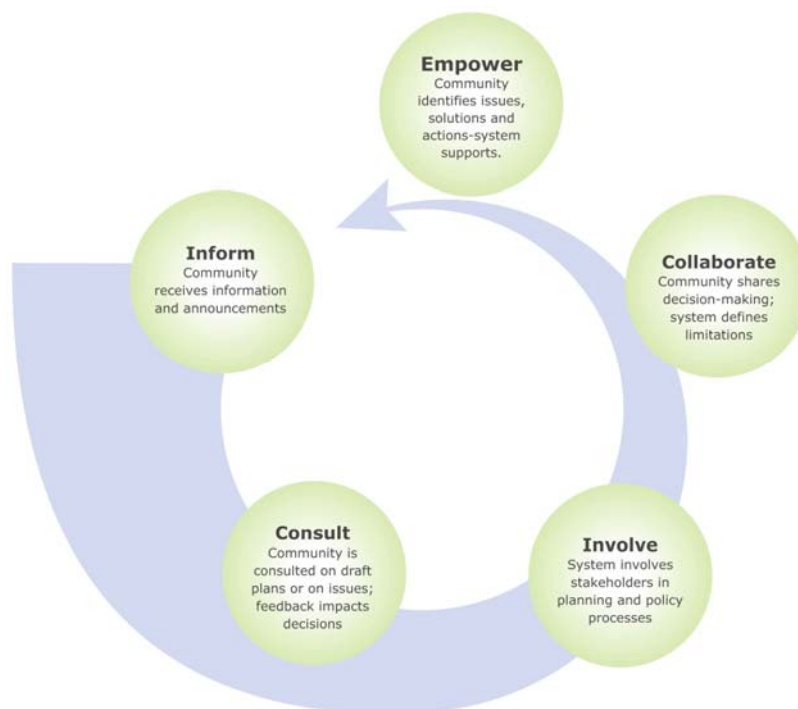 Empower
Community
identifies issues,
solutions and
actions-system
supports.
Inform
Community
receives information
and announcements
Collaborate
Community shares
decision-making;
system defines
limitations
Consult
Community is
consulted on draft
plans or on issues;
feedback impacts
decisions
Involve
System involves
stakeholders in
planning and policy
processes